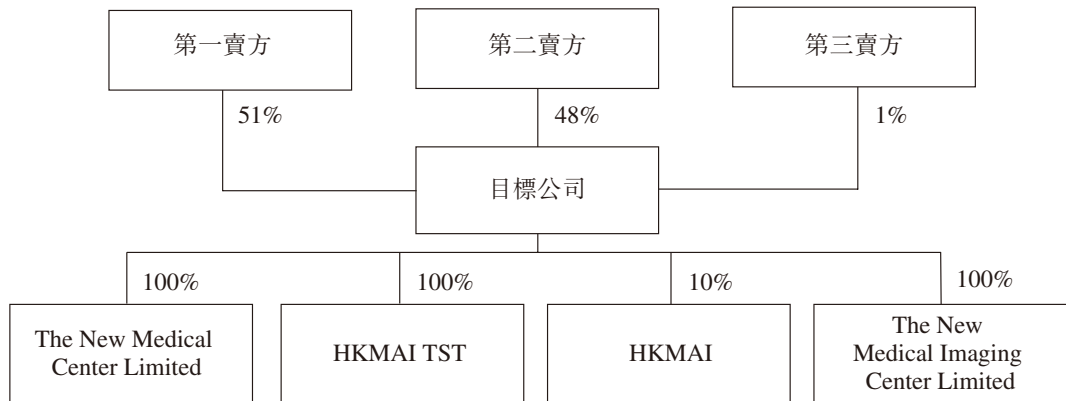 第一賣方
第二賣方
第三賣方
51%
48%
1%
目標公司
100%
100%
10%
100%
The New Medical
Center Limited
HKMAI TST
HKMAI
The New
Medical Imaging
Center Limited